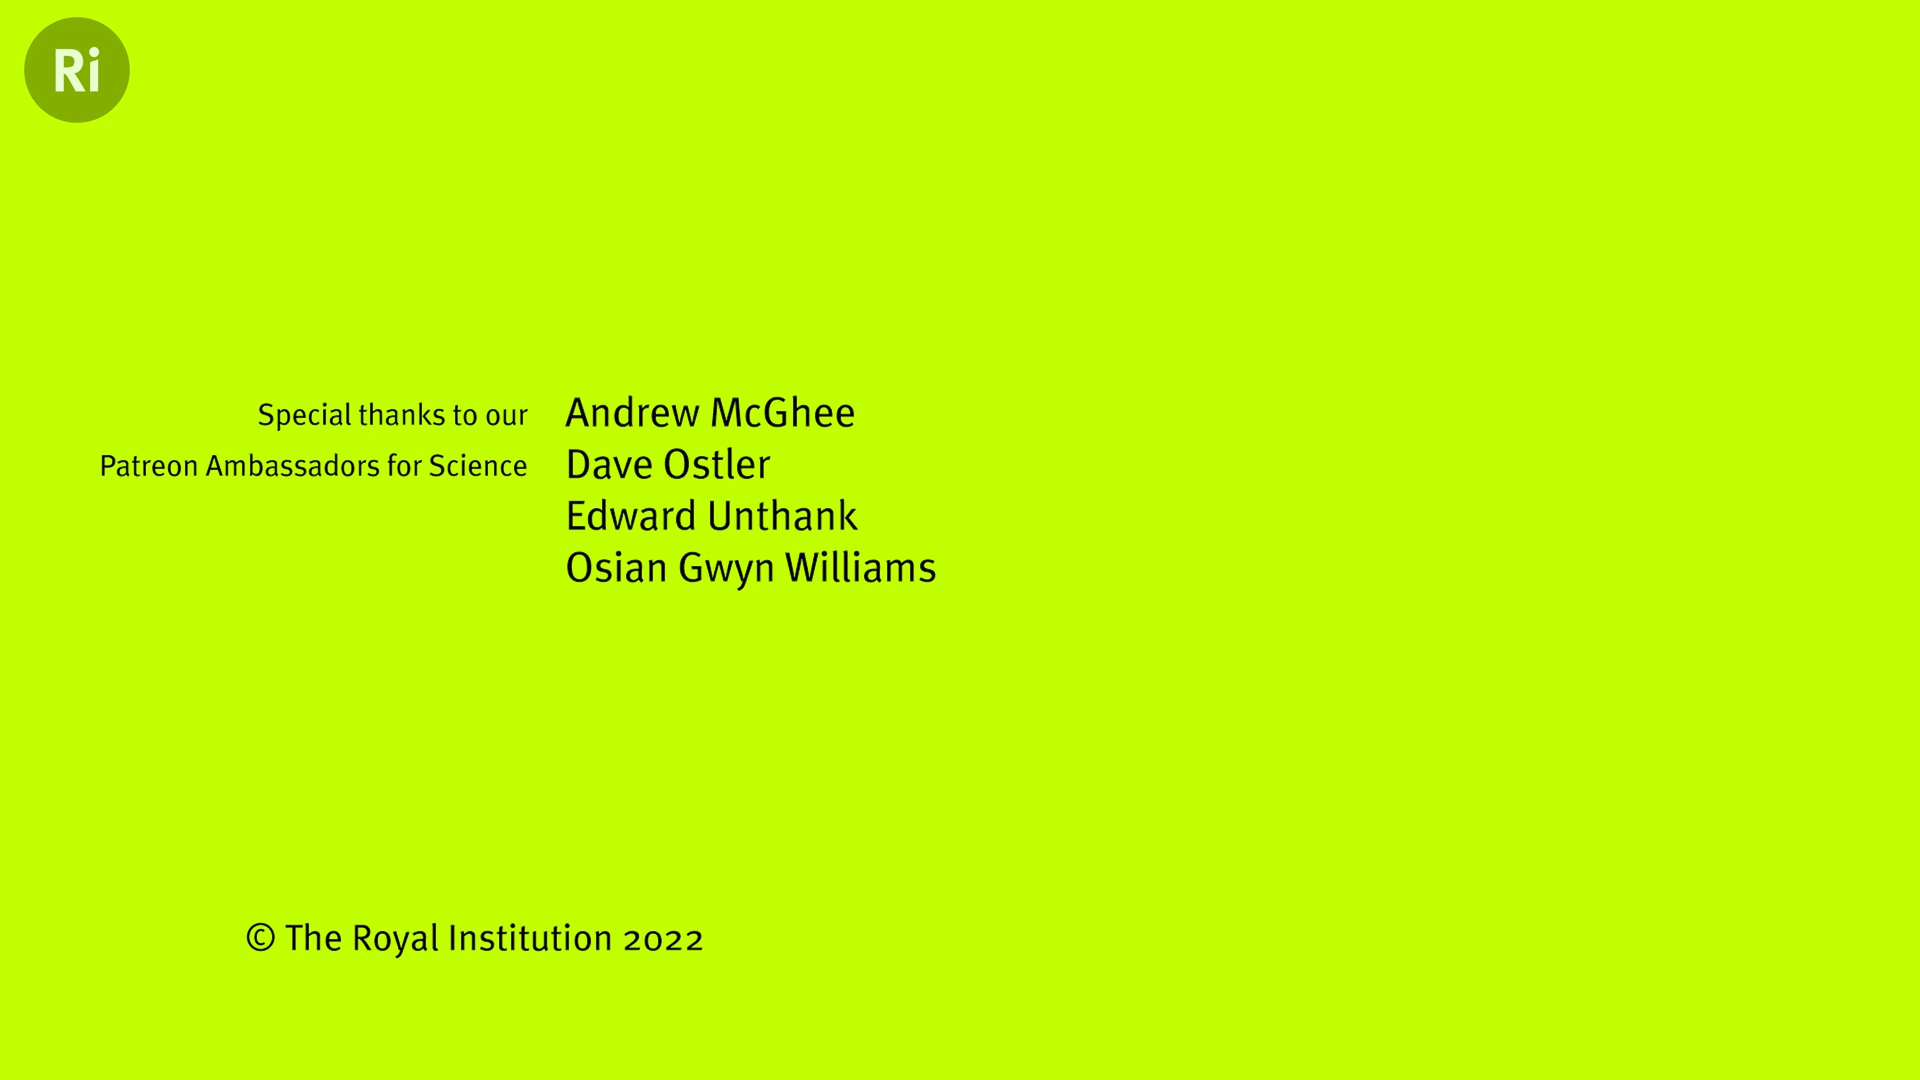 Ri
Special thanks to our
Patreon Ambassadors for Science
Andrew McGhee
Dave Ostler
Edward Unthank
Osian Gwyn Williams
© The Royal Institution 2022